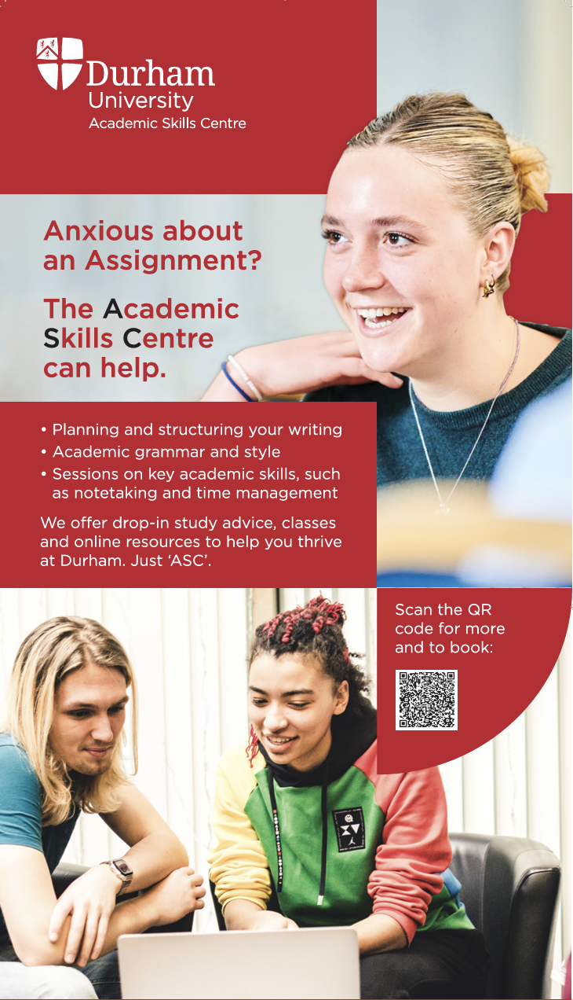 Durham
University
Academic Skills Centre
Anxious about
an Assignment?
The Academic
Skills Centre
can help.
• Planning and structuring your writing
• Academic grammar and style
• Sessions on key academic skills, such
as notetaking and time management
We offer drop-in study advice, classes
and online resources to help you thrive
at Durham. Just ‘ASC’.
Scan the QR
code for more
and to book: